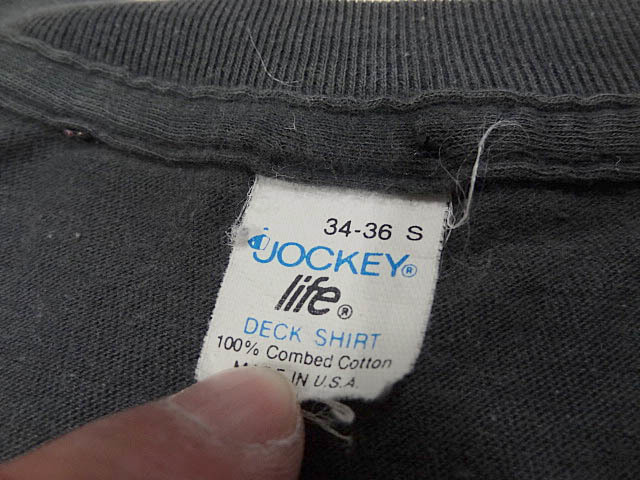 34-36 S
JOCKEY®
life®
DECK SHIRT
100% Combed Cotton
IN U.S.A.